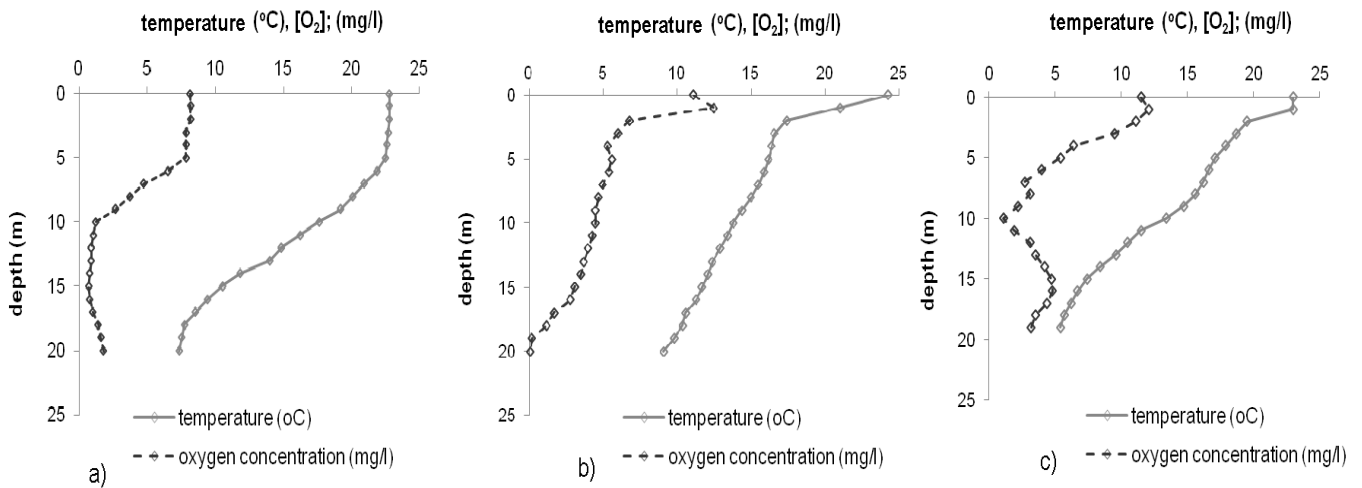 temperature (ºC), [O₂]; (mg/l)
0 5 10 15 20 25
0
5
10
15
20
25
depth (m)
temperature (oC)
oxygen concentration (mg/l)
a)
temperature (ºC), [O₂]; (mg/l)
0 5 10 15 20 25
0
5
10
15
20
25
depth (m)
temperature (oC)
oxygen concentration (mg/l)
b)
temperature (ºC), [O₂]; (mg/l)
0 5 10 15 20 25
0
5
10
15
20
25
depth (m)
temperature (oC)
oxygen concentration (mg/l)
c)